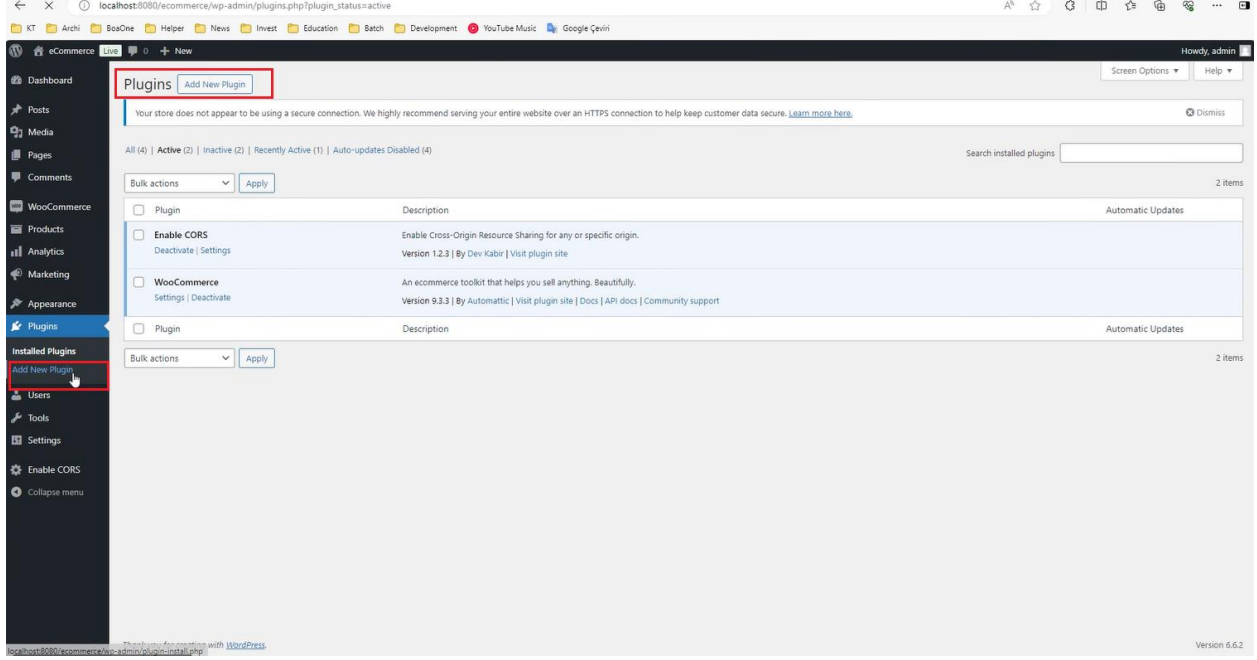 localhost:8080/ecommerce/wp-admin/plugins.php?plugin_status=active
KT Archi BoaOne Helper News Invest Education Batch Development YouTube Music Google Çeviri
eCommerce Live 0 + New Howdy, admin
Dashboard
Posts
Media
Pages
Comments
WooCommerce
Products
Analytics
Marketing
Appearance
Plugins
Installed Plugins
Add New Plugin
Users
Tools
Settings
Enable CORS
Collapse menu
Screen Options Help
Plugins Add New Plugin
Your store does not appear to be using a secure connection. We highly recommend serving your entire website over an HTTPS connection to help keep customer data secure. Learn more here. Dismiss
All (4) | Active (2) | Inactive (2) | Recently Active (1) | Auto-updates Disabled (4)
Search installed plugins
Bulk actions Apply 2 items
Plugin Description Automatic Updates
Enable CORS Enable Cross-Origin Resource Sharing for any or specific origin.
Deactivate | Settings Version 1.2.3 | By Dev Kabir | Visit plugin site
WooCommerce An ecommerce toolkit that helps you sell anything. Beautifully.
Settings | Deactivate Version 9.3.3 | By Automattic | Visit plugin site | Docs | API docs | Community support
Plugin Description Automatic Updates
Bulk actions Apply 2 items
Thank you for creating with WordPress. Version 6.6.2
localhost:8080/ecommerce/wp-admin/plugin-install.php